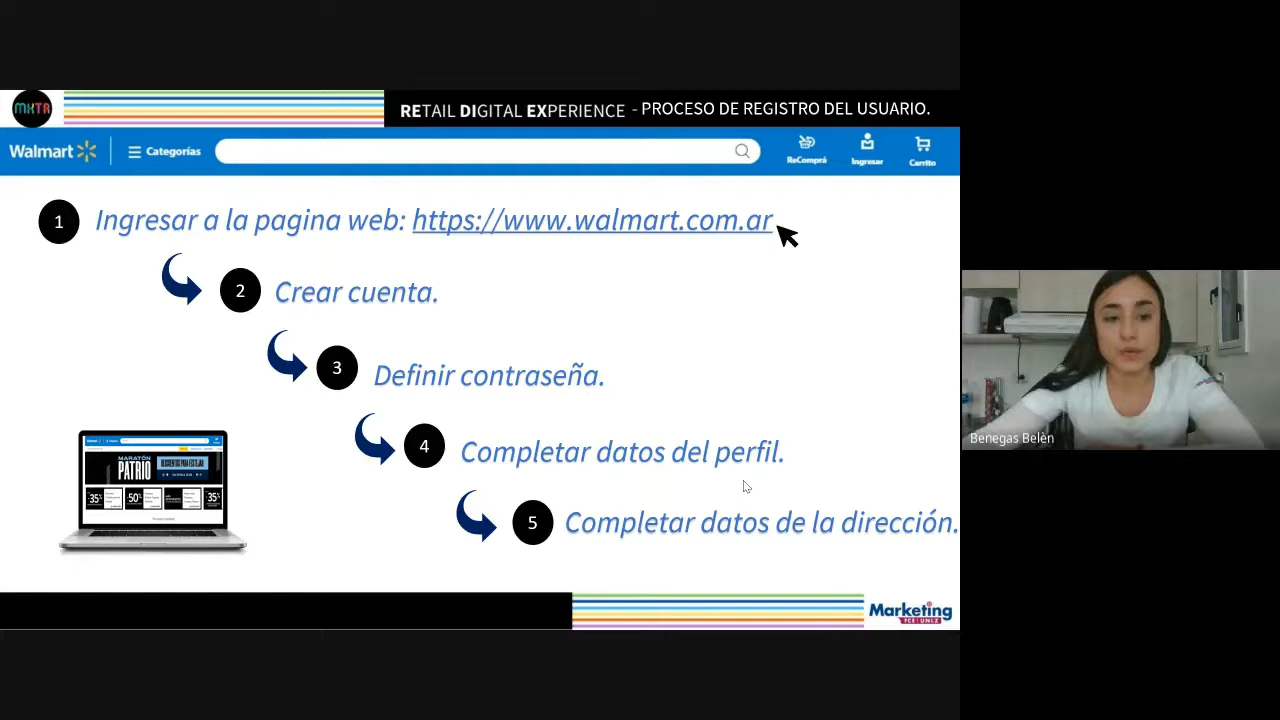 MKTR
RETAIL DIGITAL EXPERIENCE - PROCESO DE REGISTRO DEL USUARIO.
Walmart
Categorías
ReComprá
Ingresar
Carrito
1 Ingresar a la pagina web: https://www.walmart.com.ar
2 Crear cuenta.
3 Definir contraseña.
4 Completar datos del perfil.
5 Completar datos de la dirección.
MARATÓN
PATRIO
35%
50%
35%
Benegas Belèn
Marketing
FCE | UNLZ